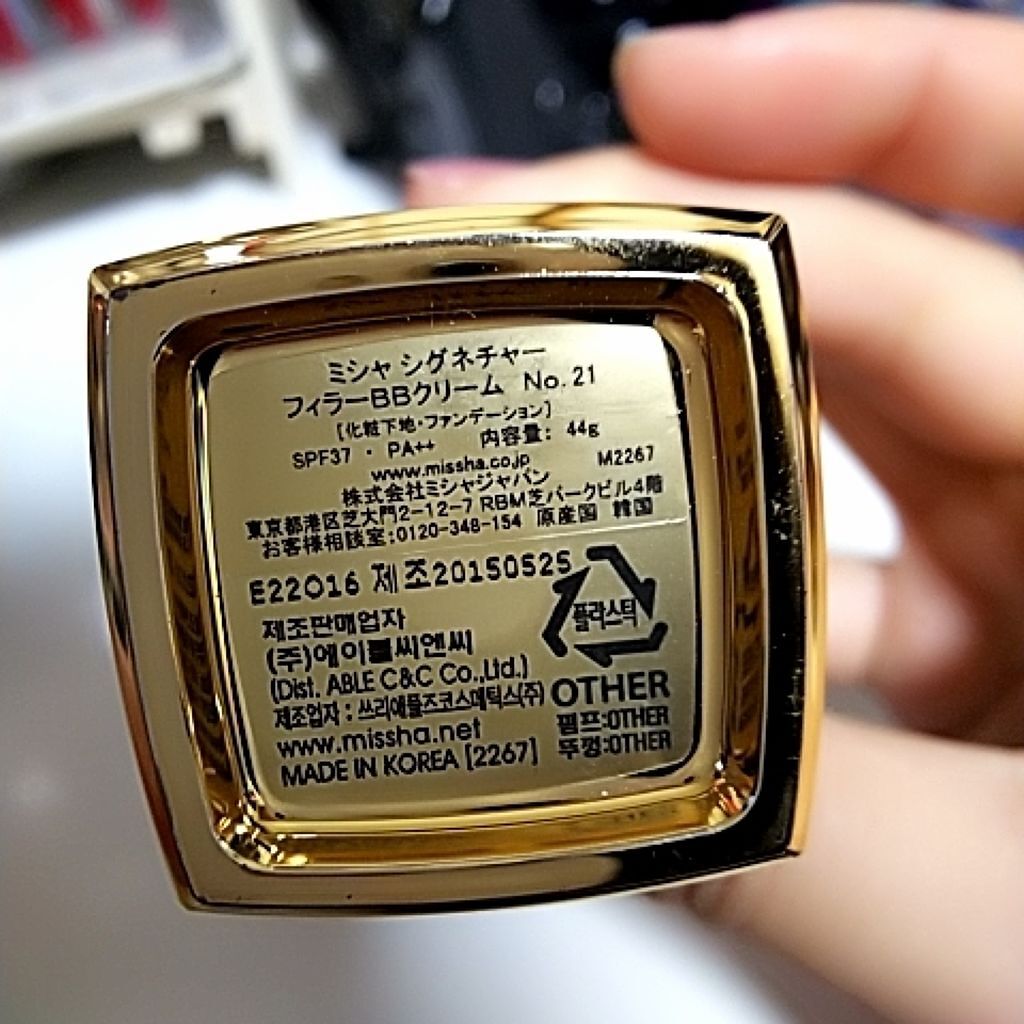 ミシャ シグネチャー
フィラーBBクリーム No. 21
[化粧下地・ファンデーション]
SPF37 ・ PA++ 内容量: 44g
www.missha.co.jp M2267
株式会社ミシャジャパン
東京都港区芝大門2-12-7 RBM芝パークビル4階
お客様相談室:0120-348-154 原産国 韓国
E22O16 제조20150525
제조판매업자
(주)에이블씨엔씨
(Dist. ABLE C&C Co.,Ltd.)
제조업자 : 쓰리애플즈코스메틱스(주)
www.missha.net
MADE IN KOREA [2267]
플라스틱
OTHER
펌프:OTHER
뚜껑:OTHER